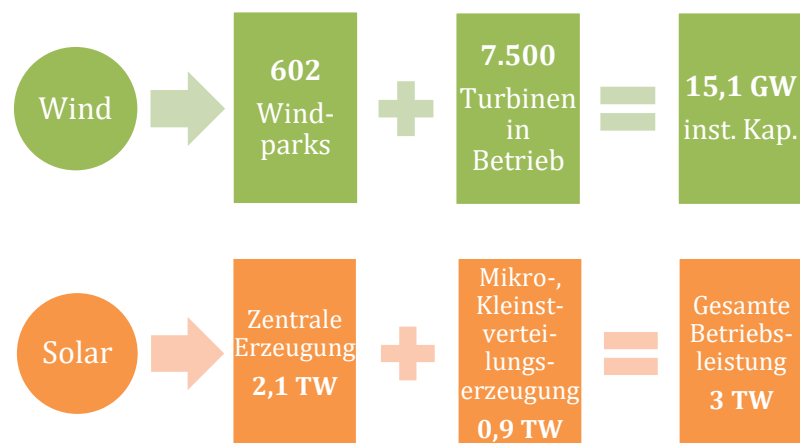 Wind
602
Wind-
parks
7.500
Turbinen
in
Betrieb
15,1 GW
inst. Kap.
Solar
Zentrale
Erzeugung
2,1 TW
Mikro-,
Kleinst-
vertei-
lungs-
erzeugung
0,9 TW
Gesamte
Betriebs-
leistung
3 TW